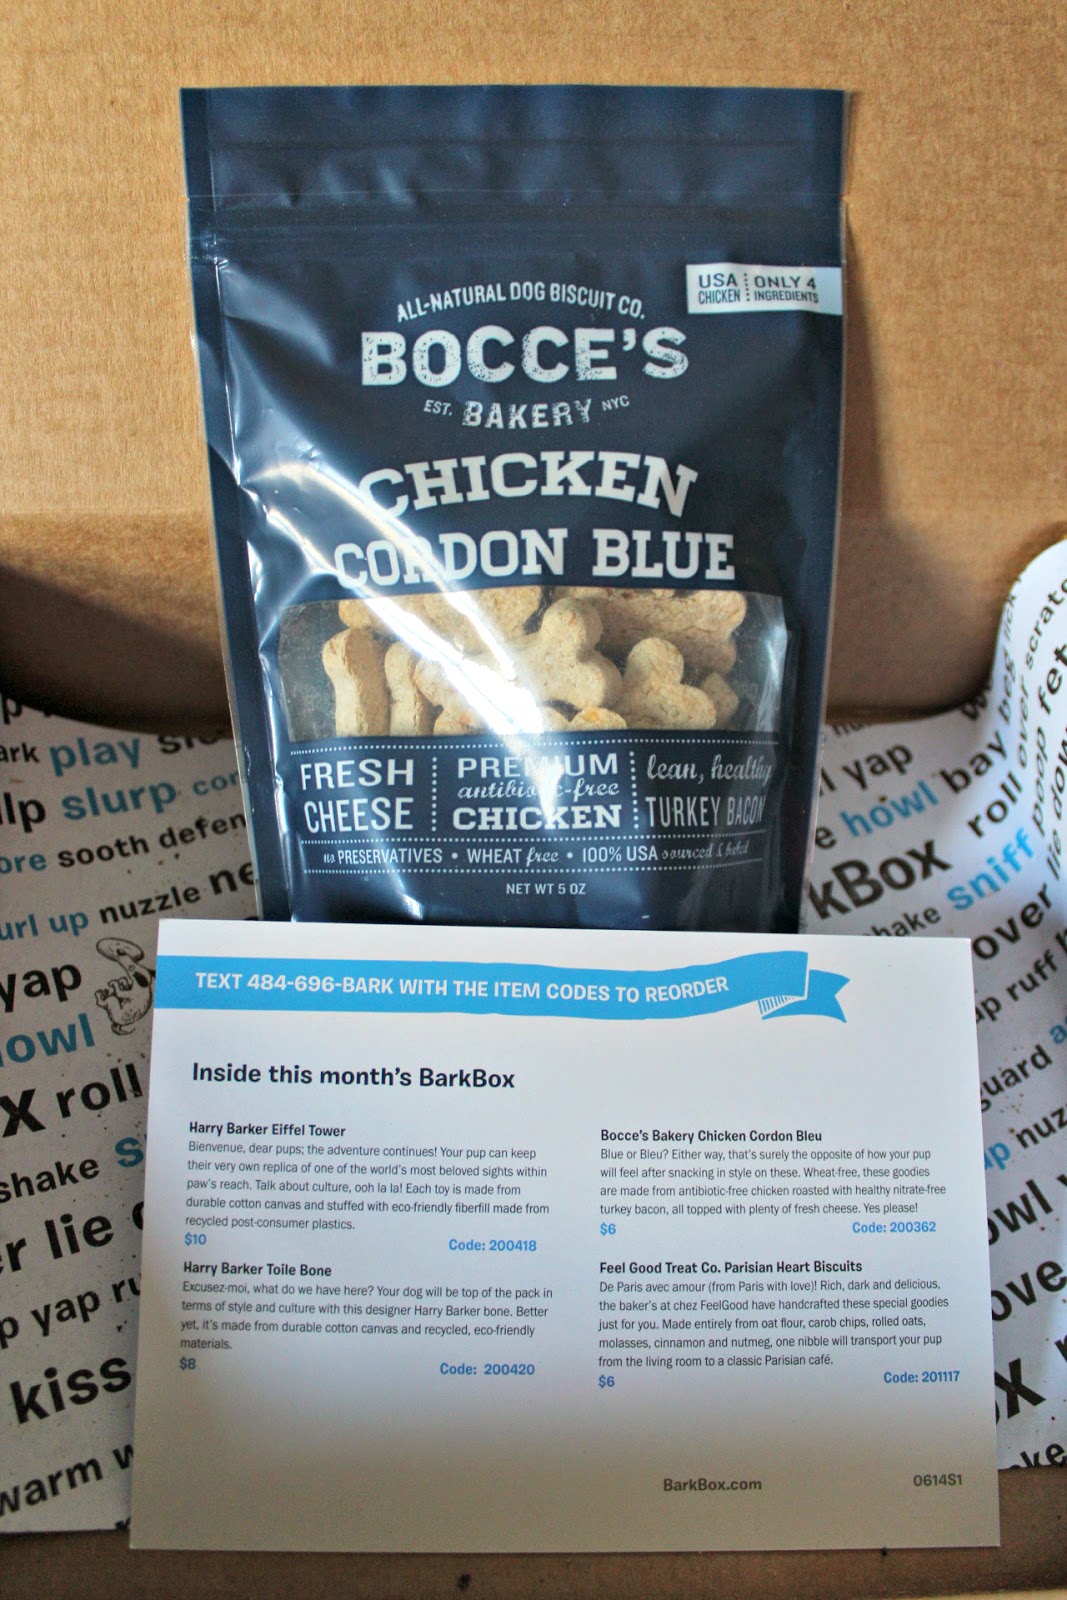 ALL-NATURAL DOG BISCUIT CO.
BOCCE'S
EST. BAKERY NYC
USA CHICKEN
ONLY 4 INGREDIENTS
CHICKEN
CORDON BLUE
FRESH
CHEESE
PREMIUM
antibiotic-free
CHICKEN
lean, healthy
TURKEY BACON
no PRESERVATIVES • WHEAT free • 100% USA sourced & baked
NET WT 5 OZ
TEXT 484-696-BARK WITH THE ITEM CODES TO REORDER
Inside this month's BarkBox
Harry Barker Eiffel Tower
Bienvenue, dear pups; the adventure continues! Your pup can keep
their very own replica of one of the world's most beloved sights within
paw's reach. Talk about culture, ooh la la! Each toy is made from
durable cotton canvas and stuffed with eco-friendly fiberfill made from
recycled post-consumer plastics.
$10
Code: 200418
Harry Barker Toile Bone
Excusez-moi, what do we have here? Your dog will be top of the pack in
terms of style and culture with this designer Harry Barker bone. Better
yet, it's made from durable cotton canvas and recycled, eco-friendly
materials.
$8
Code: 200420
Bocce's Bakery Chicken Cordon Bleu
Blue or Bleu? Either way, that's surely the opposite of how your pup
will feel after snacking in style on these. Wheat-free, these goodies
are made from antibiotic-free chicken roasted with healthy nitrate-free
turkey bacon, all topped with plenty of fresh cheese. Yes please!
$6
Code: 200362
Feel Good Treat Co. Parisian Heart Biscuits
De Paris avec amour (from Paris with love)! Rich, dark and delicious,
the baker's at chez FeelGood have handcrafted these special goodies
just for you. Made entirely from oat flour, carob chips, rolled oats,
molasses, cinnamon and nutmeg, one nibble will transport your pup
from the living room to a classic Parisian café.
$6
Code: 201117
BarkBox.com
0614S1
play
slurp
sooth
curl up nuzzle
yap
howl
roll
shake
lie
yap
kiss
warm
yap
howl bay beg lick
roll over scratch
sniff poop
lie down
shake
over
yap ruff
guard